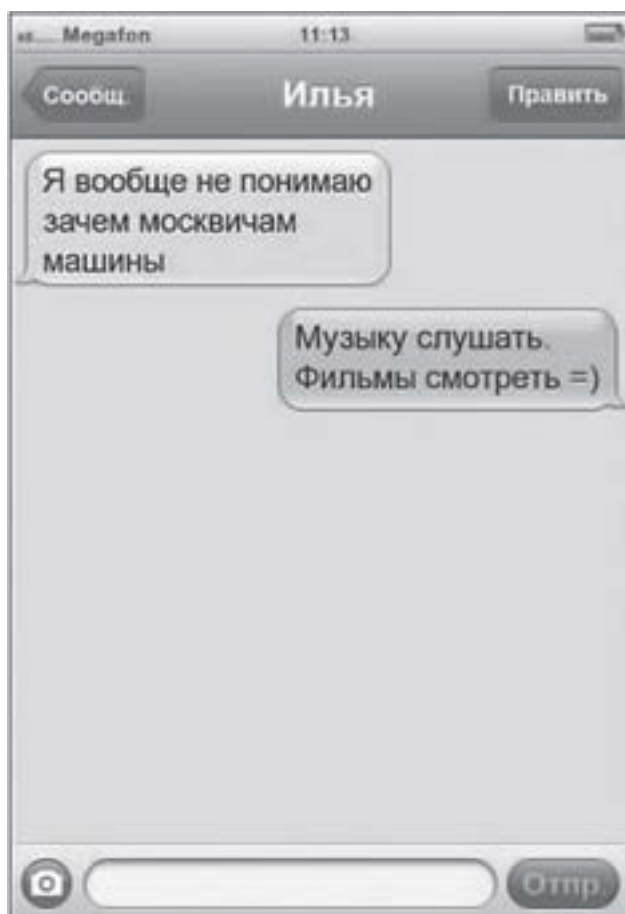 Megafon 11:13
Сообщ. Илья Править
Я вообще не понимаю
зачем москвичам
машины
Музыку слушать.
Фильмы смотреть =)
Отпр.